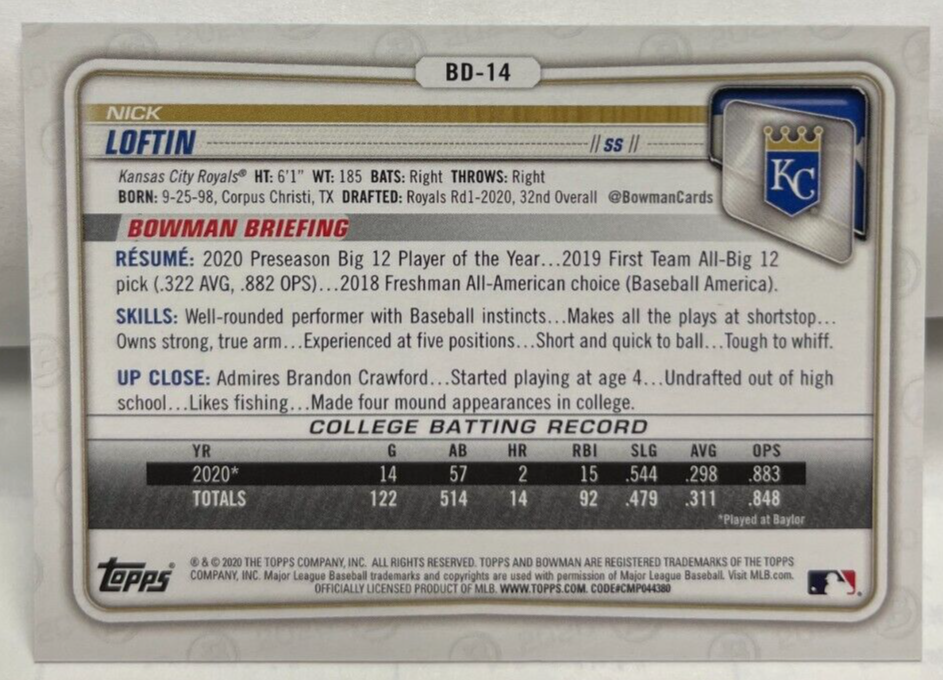 BD-14
NICK
LOFTIN // SS //
KC
Kansas City Royals® HT: 6'1" WT: 185 BATS: Right THROWS: Right
BORN: 9-25-98, Corpus Christi, TX DRAFTED: Royals Rd1-2020, 32nd Overall @BowmanCards
BOWMAN BRIEFING
RÉSUMÉ: 2020 Preseason Big 12 Player of the Year...2019 First Team All-Big 12
pick (.322 AVG, .882 OPS)...2018 Freshman All-American choice (Baseball America).
SKILLS: Well-rounded performer with Baseball instincts...Makes all the plays at shortstop...
Owns strong, true arm...Experienced at five positions...Short and quick to ball...Tough to whiff.
UP CLOSE: Admires Brandon Crawford...Started playing at age 4...Undrafted out of high
school...Likes fishing...Made four mound appearances in college.
COLLEGE BATTING RECORD
YR G AB HR RBI SLG AVG OPS
2020* 14 57 2 15 .544 .298 .883
TOTALS 122 514 14 92 .479 .311 .848
*Played at Baylor
topps®
® & © 2020 THE TOPPS COMPANY, INC. ALL RIGHTS RESERVED. TOPPS AND BOWMAN ARE REGISTERED TRADEMARKS OF THE TOPPS
COMPANY, INC. Major League Baseball trademarks and copyrights are used with permission of Major League Baseball. Visit MLB.com.
OFFICIALLY LICENSED PRODUCT OF MLB. WWW.TOPPS.COM. CODE#CMP044380